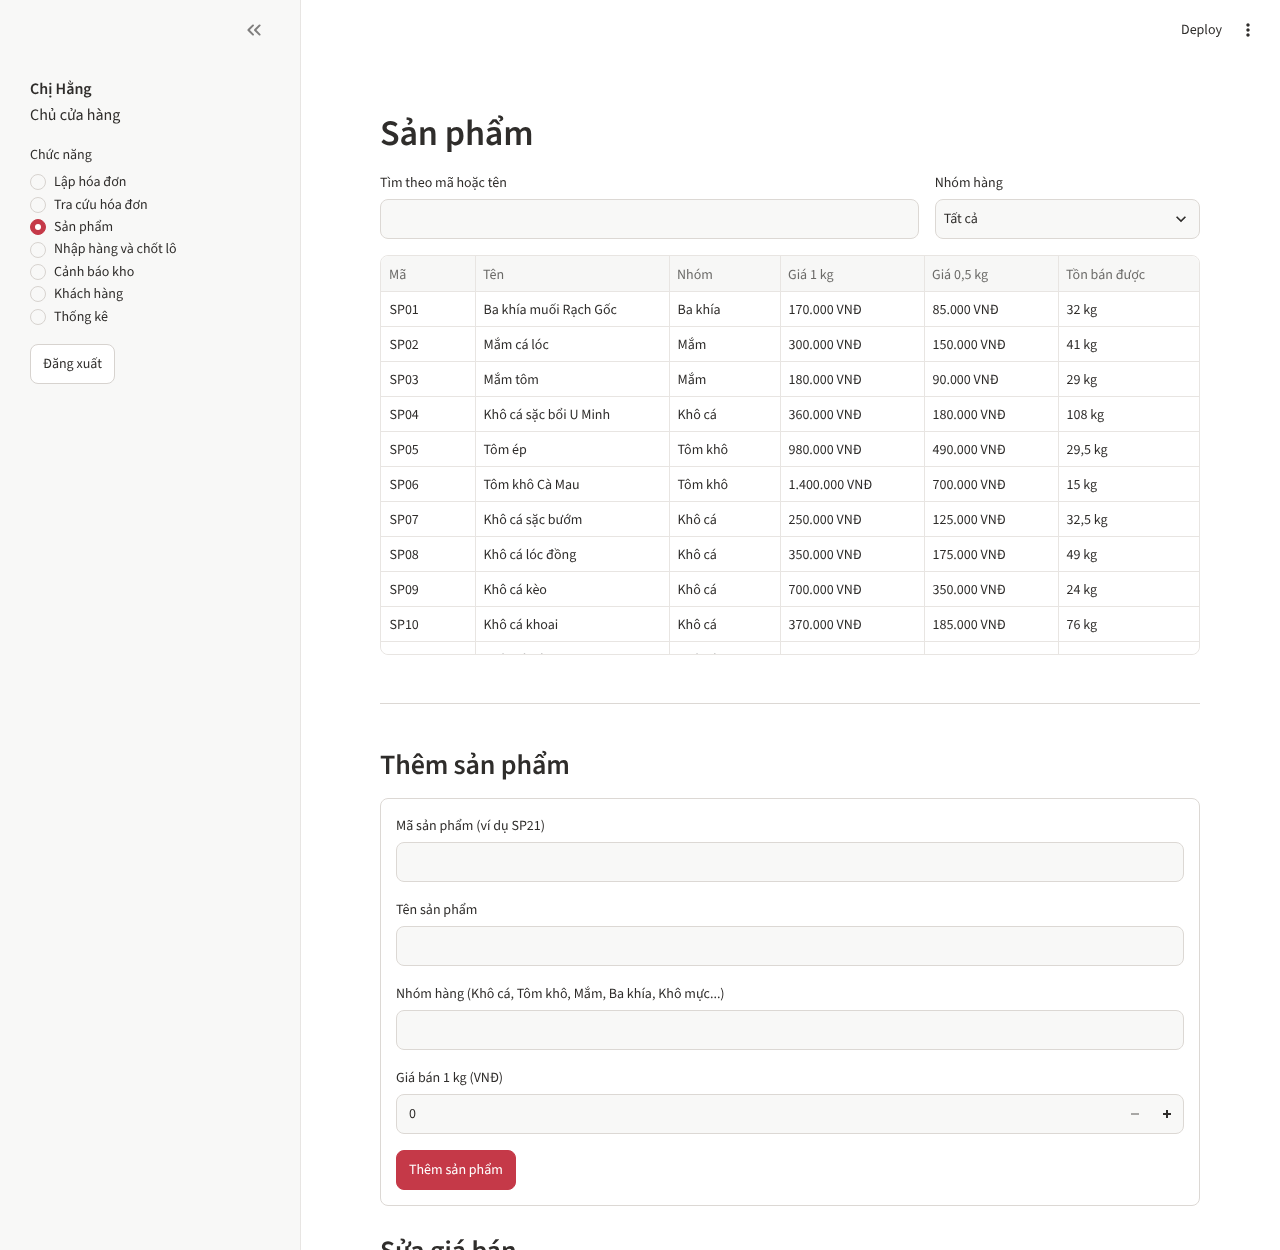 Deploy
Chị Hằng
Chủ cửa hàng
Chức năng
Lập hóa đơn
Tra cứu hóa đơn
Sản phẩm
Nhập hàng và chốt lô
Cảnh báo kho
Khách hàng
Thống kê
Đăng xuất
Sản phẩm
Tìm theo mã hoặc tên
Nhóm hàng
Tất cả
Mã Tên Nhóm Giá 1 kg Giá 0,5 kg Tồn bán được
SP01 Ba khía muối Rạch Gốc Ba khía 170.000 VNĐ 85.000 VNĐ 32 kg
SP02 Mắm cá lóc Mắm 300.000 VNĐ 150.000 VNĐ 41 kg
SP03 Mắm tôm Mắm 180.000 VNĐ 90.000 VNĐ 29 kg
SP04 Khô cá sặc bổi U Minh Khô cá 360.000 VNĐ 180.000 VNĐ 108 kg
SP05 Tôm ép Tôm khô 980.000 VNĐ 490.000 VNĐ 29,5 kg
SP06 Tôm khô Cà Mau Tôm khô 1.400.000 VNĐ 700.000 VNĐ 15 kg
SP07 Khô cá sặc bướm Khô cá 250.000 VNĐ 125.000 VNĐ 32,5 kg
SP08 Khô cá lóc đồng Khô cá 350.000 VNĐ 175.000 VNĐ 49 kg
SP09 Khô cá kèo Khô cá 700.000 VNĐ 350.000 VNĐ 24 kg
SP10 Khô cá khoai Khô cá 370.000 VNĐ 185.000 VNĐ 76 kg
Thêm sản phẩm
Mã sản phẩm (ví dụ SP21)
Tên sản phẩm
Nhóm hàng (Khô cá, Tôm khô, Mắm, Ba khía, Khô mực...)
Giá bán 1 kg (VNĐ)
0
Thêm sản phẩm
Sửa giá bán